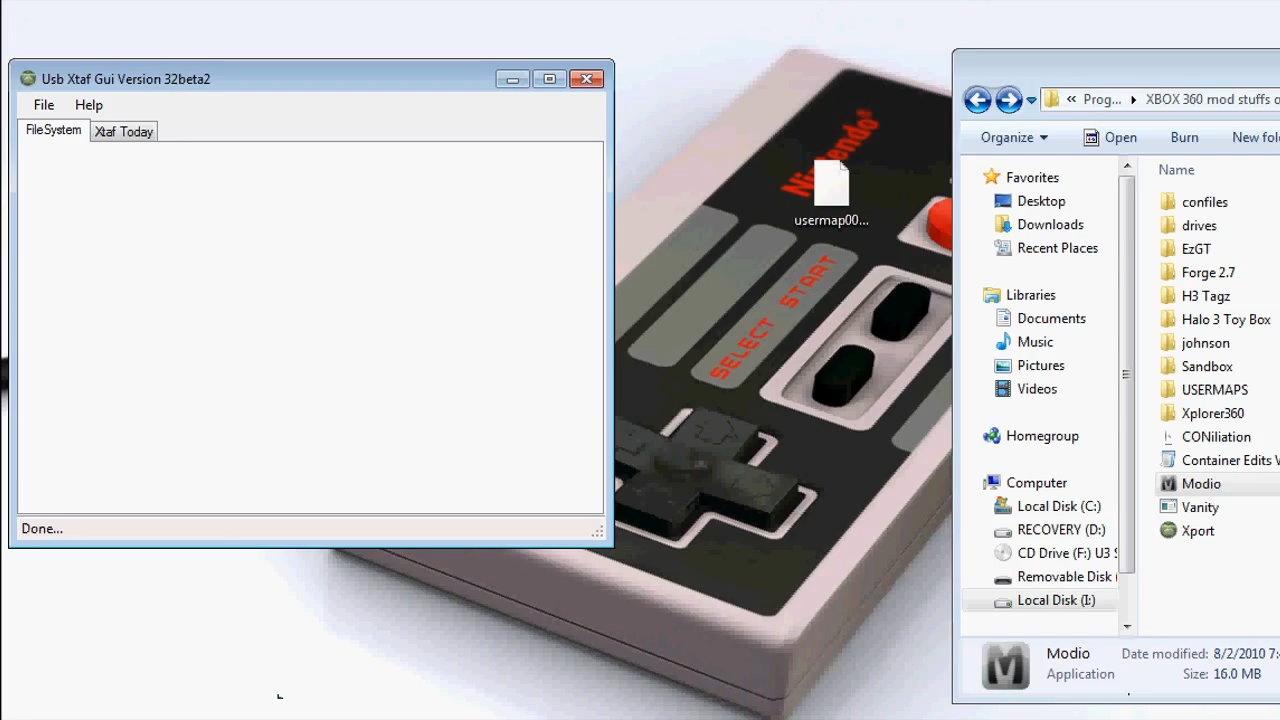 Usb Xtaf Gui Version 32beta2
File Help
FileSystem Xtaf Today
Done...
Nintendo®
SELECT START
usermap00...
« Prog... XBOX 360 mod stuffs
Organize Open Burn New
Favorites
Desktop
Downloads
Recent Places
Libraries
Documents
Music
Pictures
Videos
Homegroup
Computer
Local Disk (C:)
RECOVERY (D:)
CD Drive (F:) U3
Removable Disk
Local Disk (I:)
Name
confiles
drives
EzGT
Forge 2.7
H3 Tagz
Halo 3 Toy Box
johnson
Sandbox
USERMAPS
Xplorer360
CONiliation
Container Edits
Modio
Vanity
Xport
Modio Date modified: 8/2/2010
Application Size: 16.0 MB